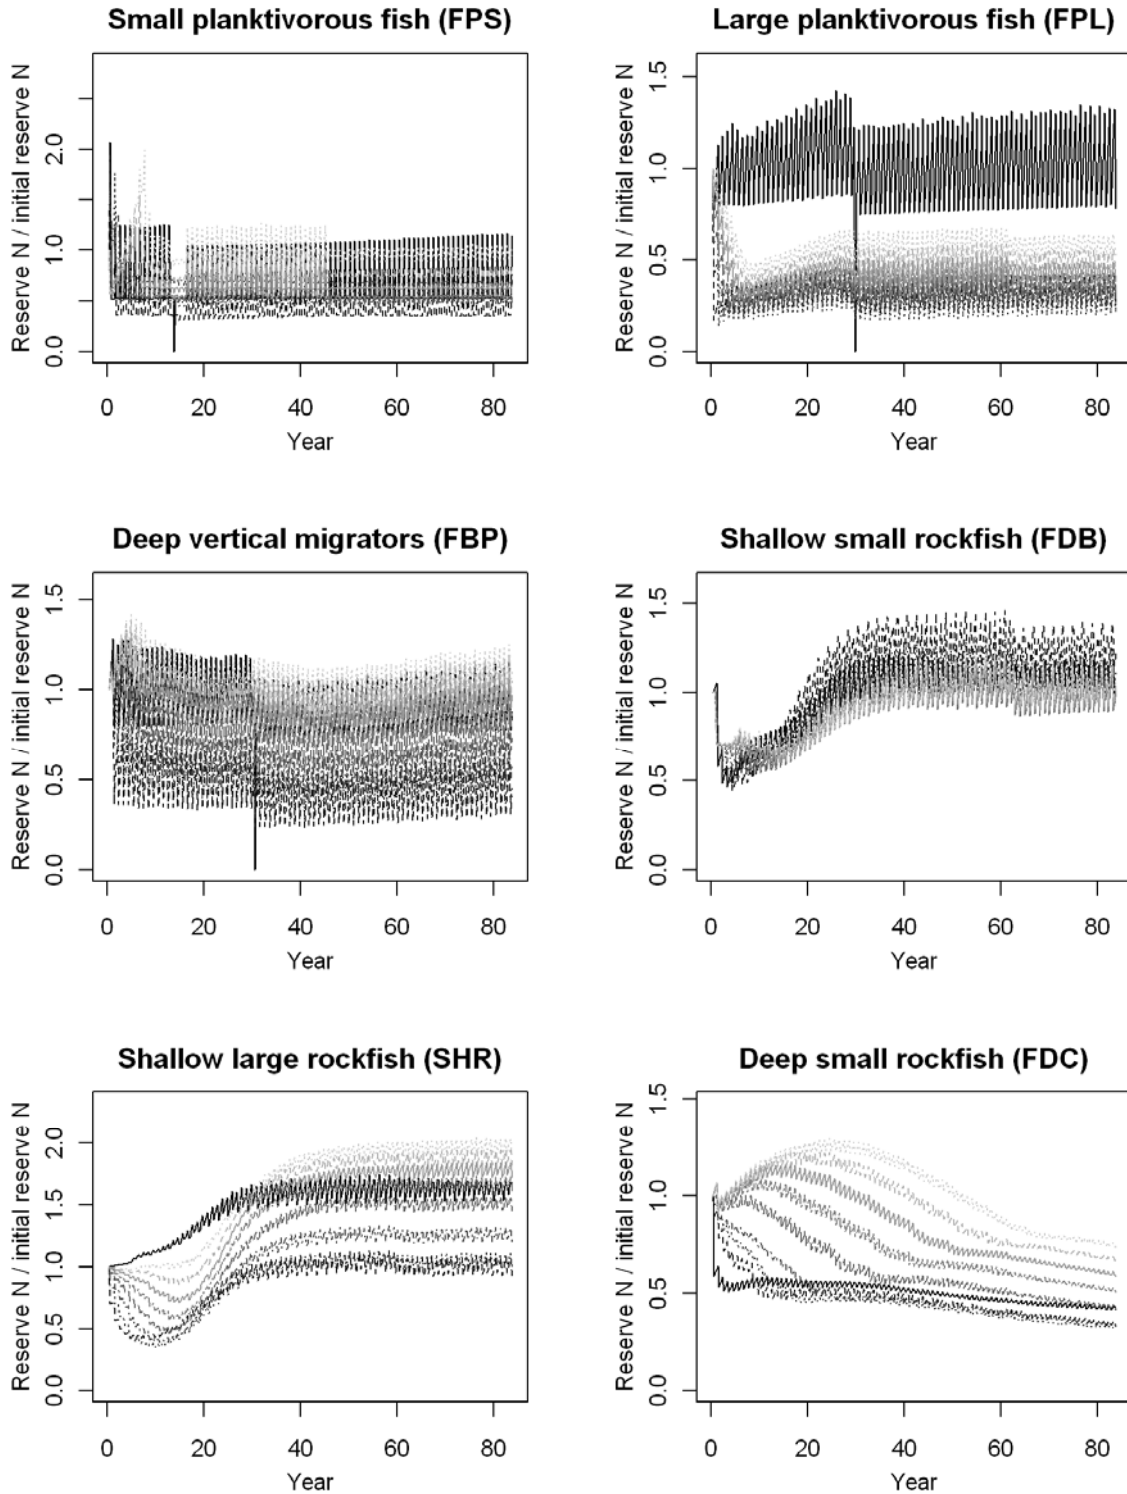 Small planktivorous fish (FPS)
Reserve N / initial reserve N
2.0
1.0
0.0
0 20 40 60 80
Year
Large planktivorous fish (FPL)
Reserve N / initial reserve N
1.5
1.0
0.5
0.0
0 20 40 60 80
Year
Deep vertical migrators (FBP)
Reserve N / initial reserve N
1.5
1.0
0.5
0.0
0 20 40 60 80
Year
Shallow small rockfish (FDB)
Reserve N / initial reserve N
1.5
1.0
0.5
0.0
0 20 40 60 80
Year
Shallow large rockfish (SHR)
Reserve N / initial reserve N
2.0
1.5
1.0
0.5
0.0
0 20 40 60 80
Year
Deep small rockfish (FDC)
Reserve N / initial reserve N
1.5
1.0
0.5
0.0
0 20 40 60 80
Year